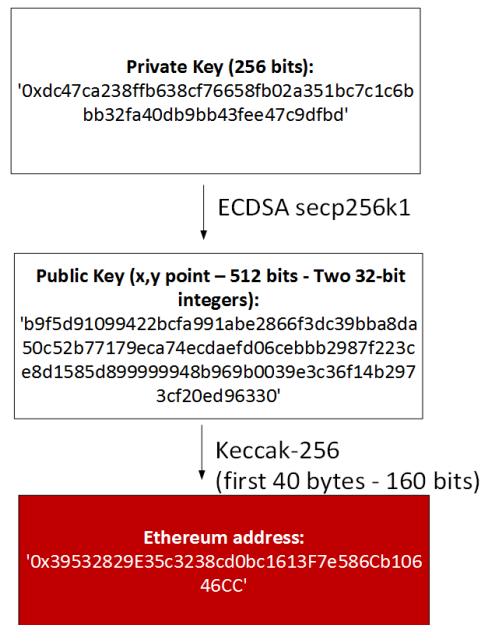 Private Key (256 bits):
'0xdc47ca238ffb638cf76658fb02a351bc7c1c6b
bb32fa40db9bb43fee47c9dfbd'
ECDSA secp256k1
Public Key (x,y point – 512 bits - Two 32-bit
integers):
'b9f5d91099422bcfa991abe2866f3dc39bba8da
50c52b77179eca74ecdaefd06cebbb2987f223c
e8d1585d899999948b969b0039e3c36f14b297
3cf20ed96330'
Keccak-256
(first 40 bytes - 160 bits)
Ethereum address:
'0x39532829E35c3238cd0bc1613F7e586Cb106
46CC'